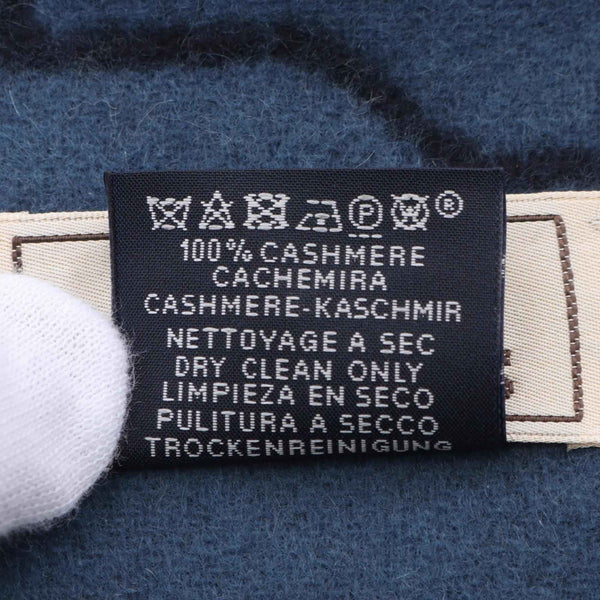 P W ®
100% CASHMERE
CACHEMIRA
CASHMERE-KASCHMIR
NETTOYAGE A SEC
DRY CLEAN ONLY
LIMPIEZA EN SECO
PULITURA A SECCO
TROCKENREINIGUNG